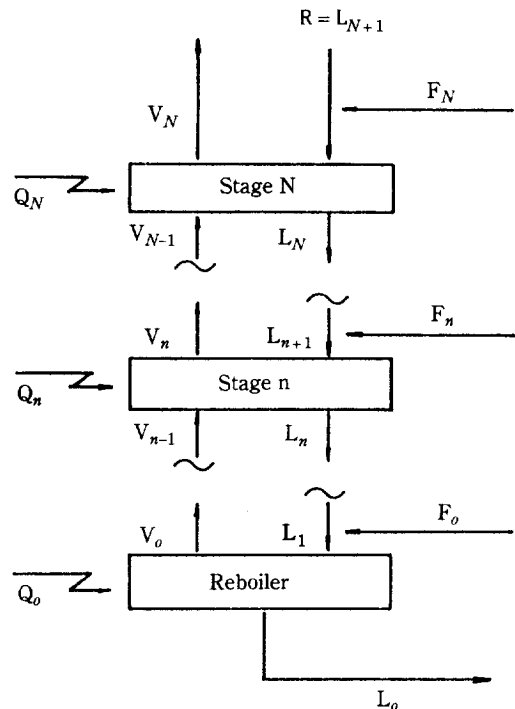 R = L_{N+1}
F_N
V_N
Stage N
Q_N
V_{N-1}
L_N
F_n
V_n
L_{n+1}
Stage n
Q_n
V_{n-1}
L_n
F_o
V_o
L_1
Reboiler
Q_o
L_o